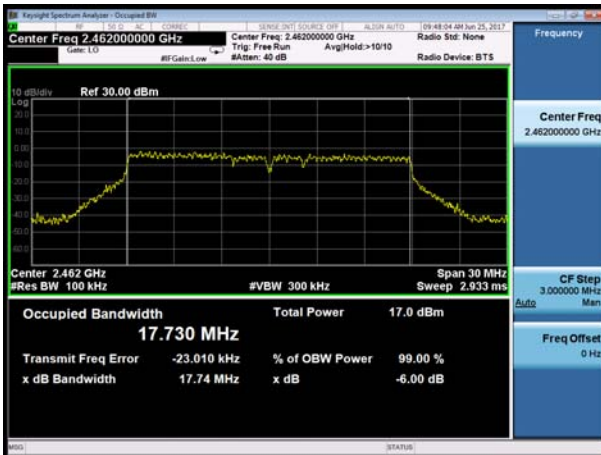 Keysight Spectrum Analyzer - Occupied BW
RF 50 Ω AC CORREC SENSE:INT SOURCE OFF ALIGN AUTO 09:48:04 AM Jun 25, 2017
Center Freq 2.462000000 GHz Center Freq: 2.462000000 GHz Radio Std: None Frequency
Gate: LO Trig: Free Run Avg|Hold:>10/10
#IFGain:Low #Atten: 40 dB Radio Device: BTS
10 dB/div Ref 30.00 dBm
Log
20.0
10.0
0.00
10.0
20.0
30.0
40.0
50.0
60.0
Center 2.462 GHz Span 30 MHz
#Res BW 100 kHz #VBW 300 kHz Sweep 2.933 ms
Occupied Bandwidth Total Power 17.0 dBm
17.730 MHz
Transmit Freq Error -23.010 kHz % of OBW Power 99.00 %
x dB Bandwidth 17.74 MHz x dB -6.00 dB
Center Freq
2.462000000 GHz
CF Step
3.000000 MHz
Auto Man
Freq Offset
0 Hz
MSG STATUS